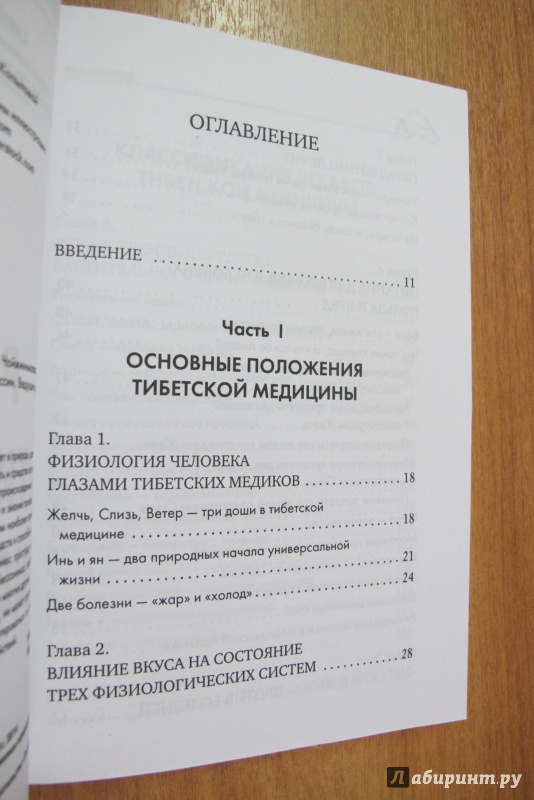 ОГЛАВЛЕНИЕ
ВВЕДЕНИЕ ........ 11
Часть I
ОСНОВНЫЕ ПОЛОЖЕНИЯ
ТИБЕТСКОЙ МЕДИЦИНЫ
Глава 1.
ФИЗИОЛОГИЯ ЧЕЛОВЕКА
ГЛАЗАМИ ТИБЕТСКИХ МЕДИКОВ ........ 18
Желчь, Слизь, Ветер — три доши в тибетской
медицине ........ 18
Инь и ян — два природных начала универсальной
жизни ........ 21
Две болезни — «жар» и «холод» ........ 24
Глава 2.
ВЛИЯНИЕ ВКУСА НА СОСТОЯНИЕ
ТРЕХ ФИЗИОЛОГИЧЕСКИХ СИСТЕМ ........ 28
Лабиринт.ру